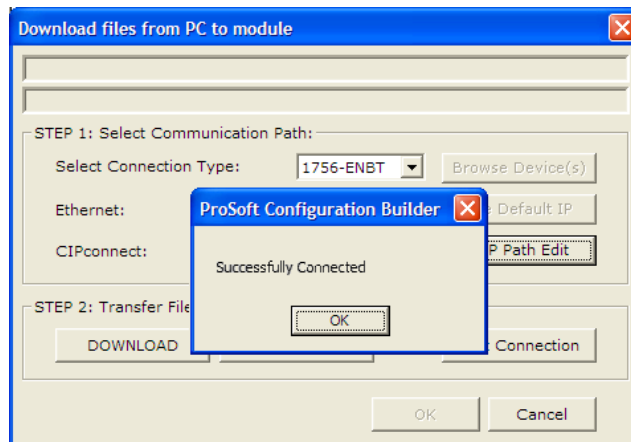 Download files from PC to module
STEP 1: Select Communication Path:
Select Connection Type: 1756-ENBT Browse Device(s)
Ethernet: Default IP
CIPconnect: P Path Edit
ProSoft Configuration Builder
Successfully Connected
OK
STEP 2: Transfer File
DOWNLOAD Connection
OK Cancel